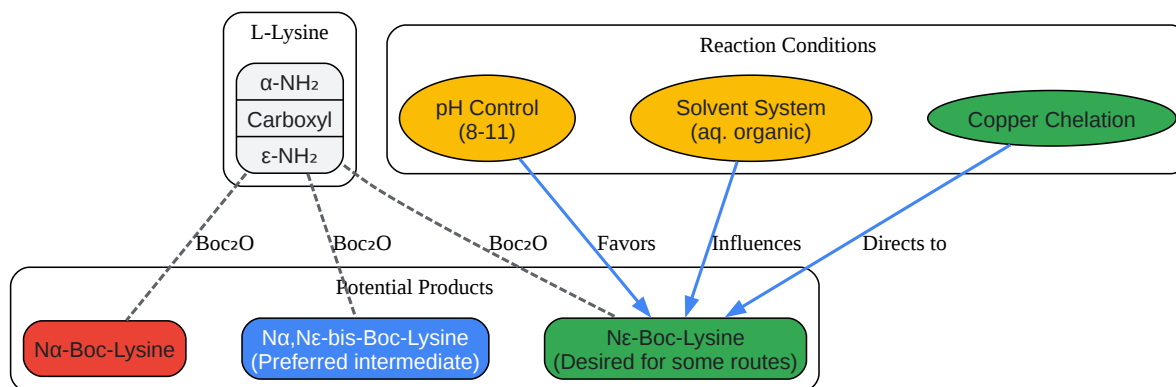 L-Lysine
α-NH₂
Carboxyl
ε-NH₂
Reaction Conditions
pH Control
(8-11)
Solvent System
(aq. organic)
Copper Chelation
Boc₂O
Boc₂O
Boc₂O
Favors
Influences
Directs to
Potential Products
Nα-Boc-Lysine
Nα,Nε-bis-Boc-Lysine
(Preferred intermediate)
Nε-Boc-Lysine
(Desired for some routes)